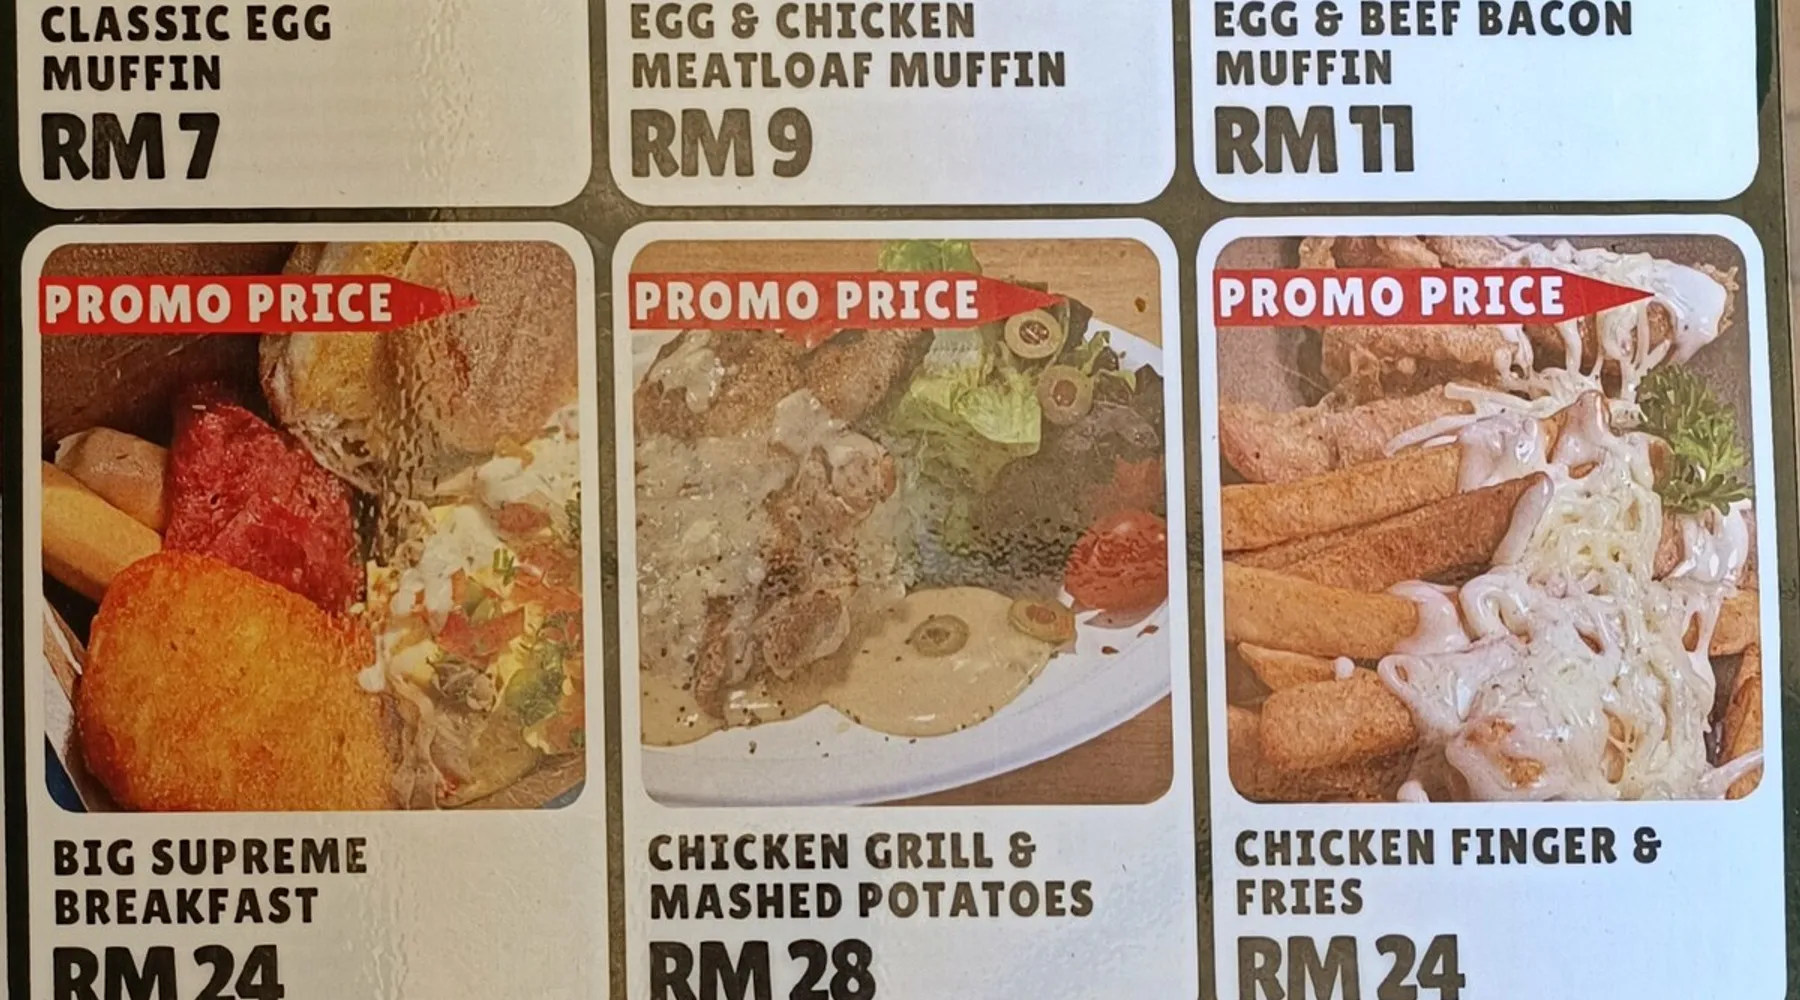 CLASSIC EGG
MUFFIN
RM 7
EGG & CHICKEN
MEATLOAF MUFFIN
RM 9
EGG & BEEF BACON
MUFFIN
RM 11
PROMO PRICE
BIG SUPREME
BREAKFAST
RM 24
PROMO PRICE
CHICKEN GRILL &
MASHED POTATOES
RM 28
PROMO PRICE
CHICKEN FINGER &
FRIES
RM 24